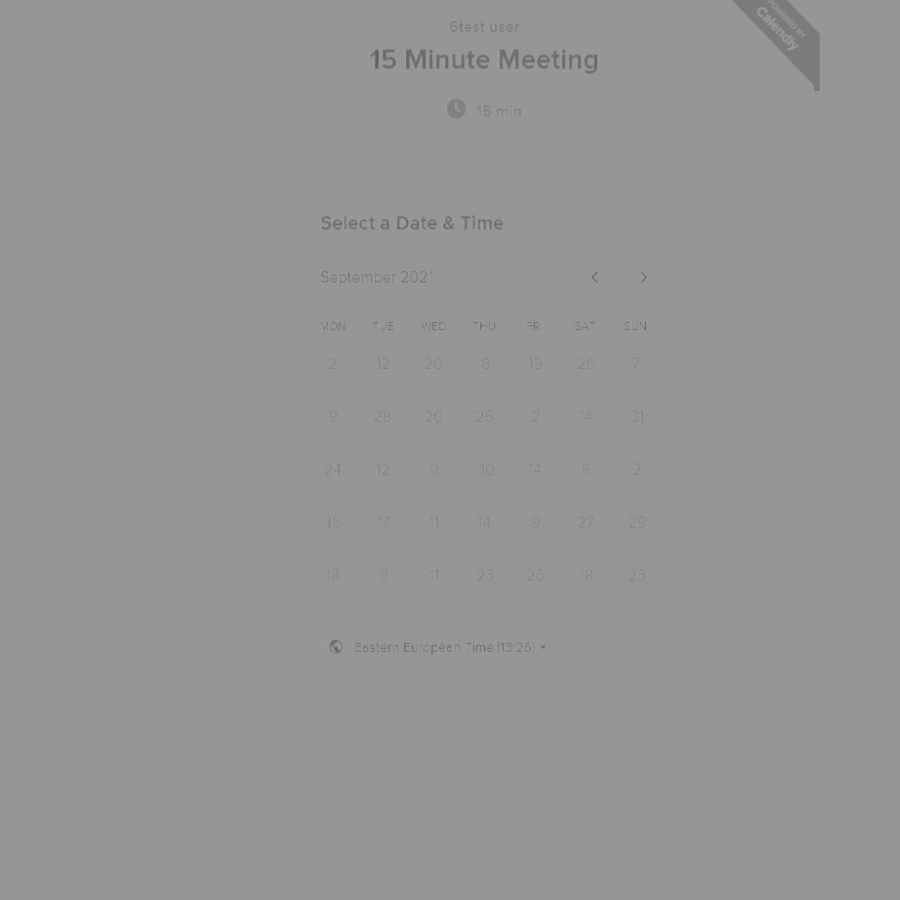 POWERED BY
Calendly
6test user
15 Minute Meeting
15 min
Select a Date & Time
September 2021
MON TUE WED THU FRI SAT SUN
2 12 20 8 19 26 7
9 28 20 26 2 14 31
24 12 9 30 14 5 2
15 17 11 14 9 27 29
18 9 11 23 26 18 25
Eastern European Time (13:26)